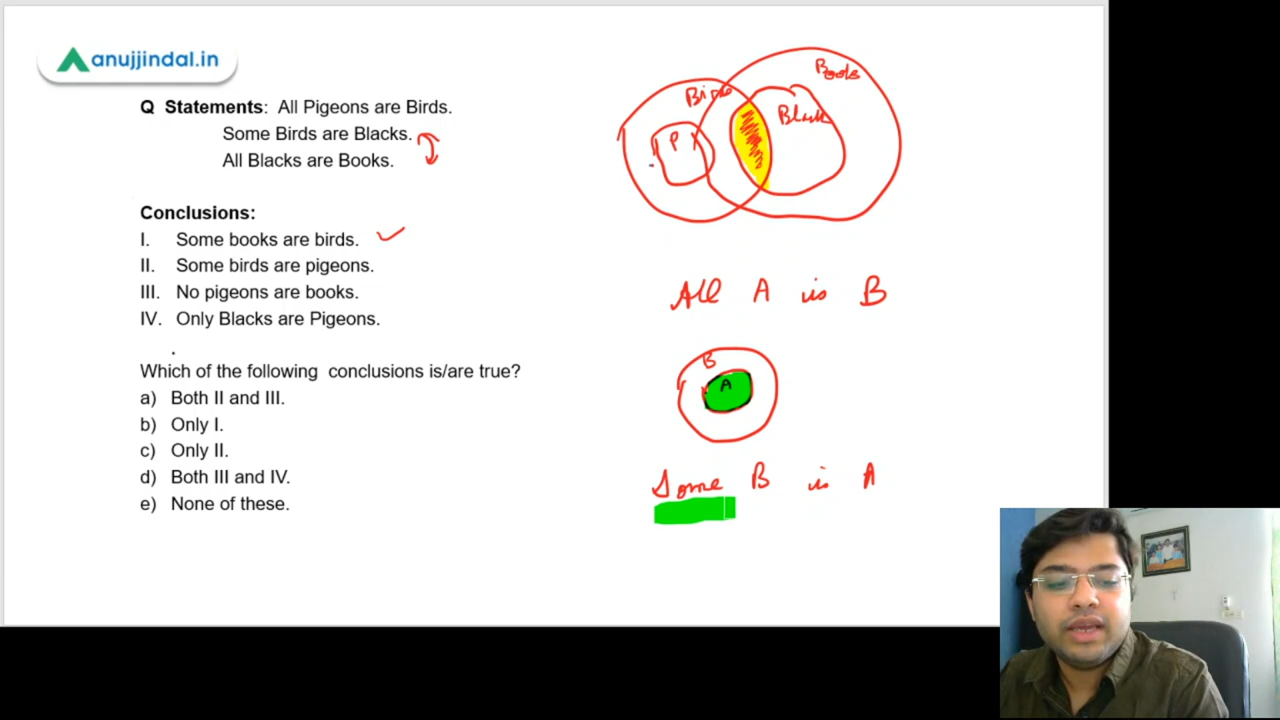 anujjindal.in
Q Statements: All Pigeons are Birds.
Some Birds are Blacks.
All Blacks are Books.
Conclusions:
I. Some books are birds.
II. Some birds are pigeons.
III. No pigeons are books.
IV. Only Blacks are Pigeons.
.
Which of the following conclusions is/are true?
a) Both II and III.
b) Only I.
c) Only II.
d) Both III and IV.
e) None of these.
Birds
Books
P
Black
All A is B
B
A
Some B is A